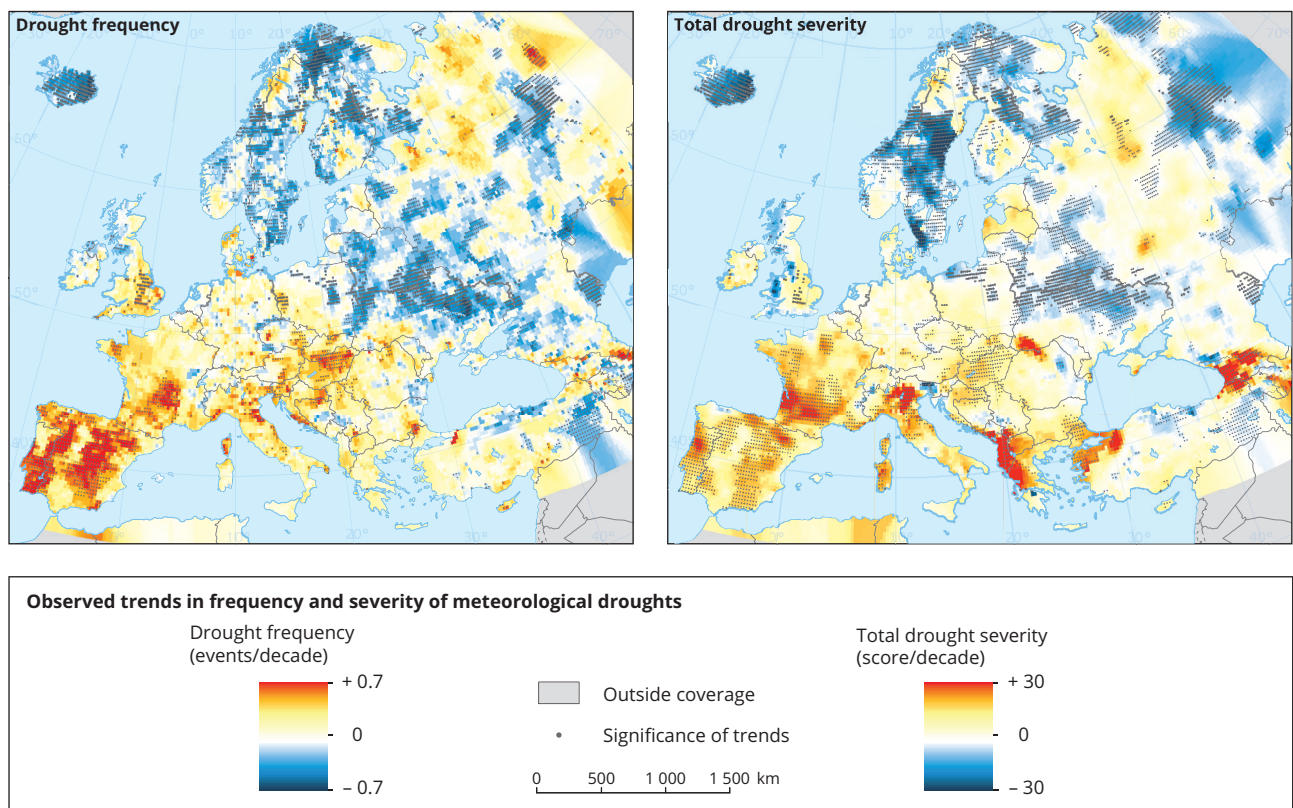 Drought frequency
Total drought severity
Observed trends in frequency and severity of meteorological droughts
Drought frequency
(events/decade)
+ 0.7
0
– 0.7
Outside coverage
Significance of trends
0 500 1 000 1 500 km
Total drought severity
(score/decade)
+ 30
0
– 30